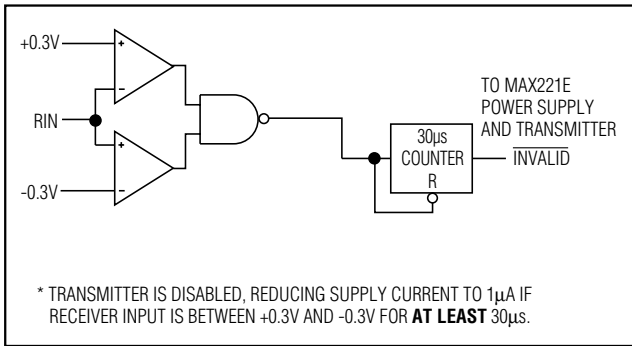 +0.3V
+
-
RIN
+
-
-0.3V
30µs
COUNTER
R
TO MAX221E
POWER SUPPLY
AND TRANSMITTER
INVALID
* TRANSMITTER IS DISABLED, REDUCING SUPPLY CURRENT TO 1µA IF
RECEIVER INPUT IS BETWEEN +0.3V AND -0.3V FOR AT LEAST 30µs.